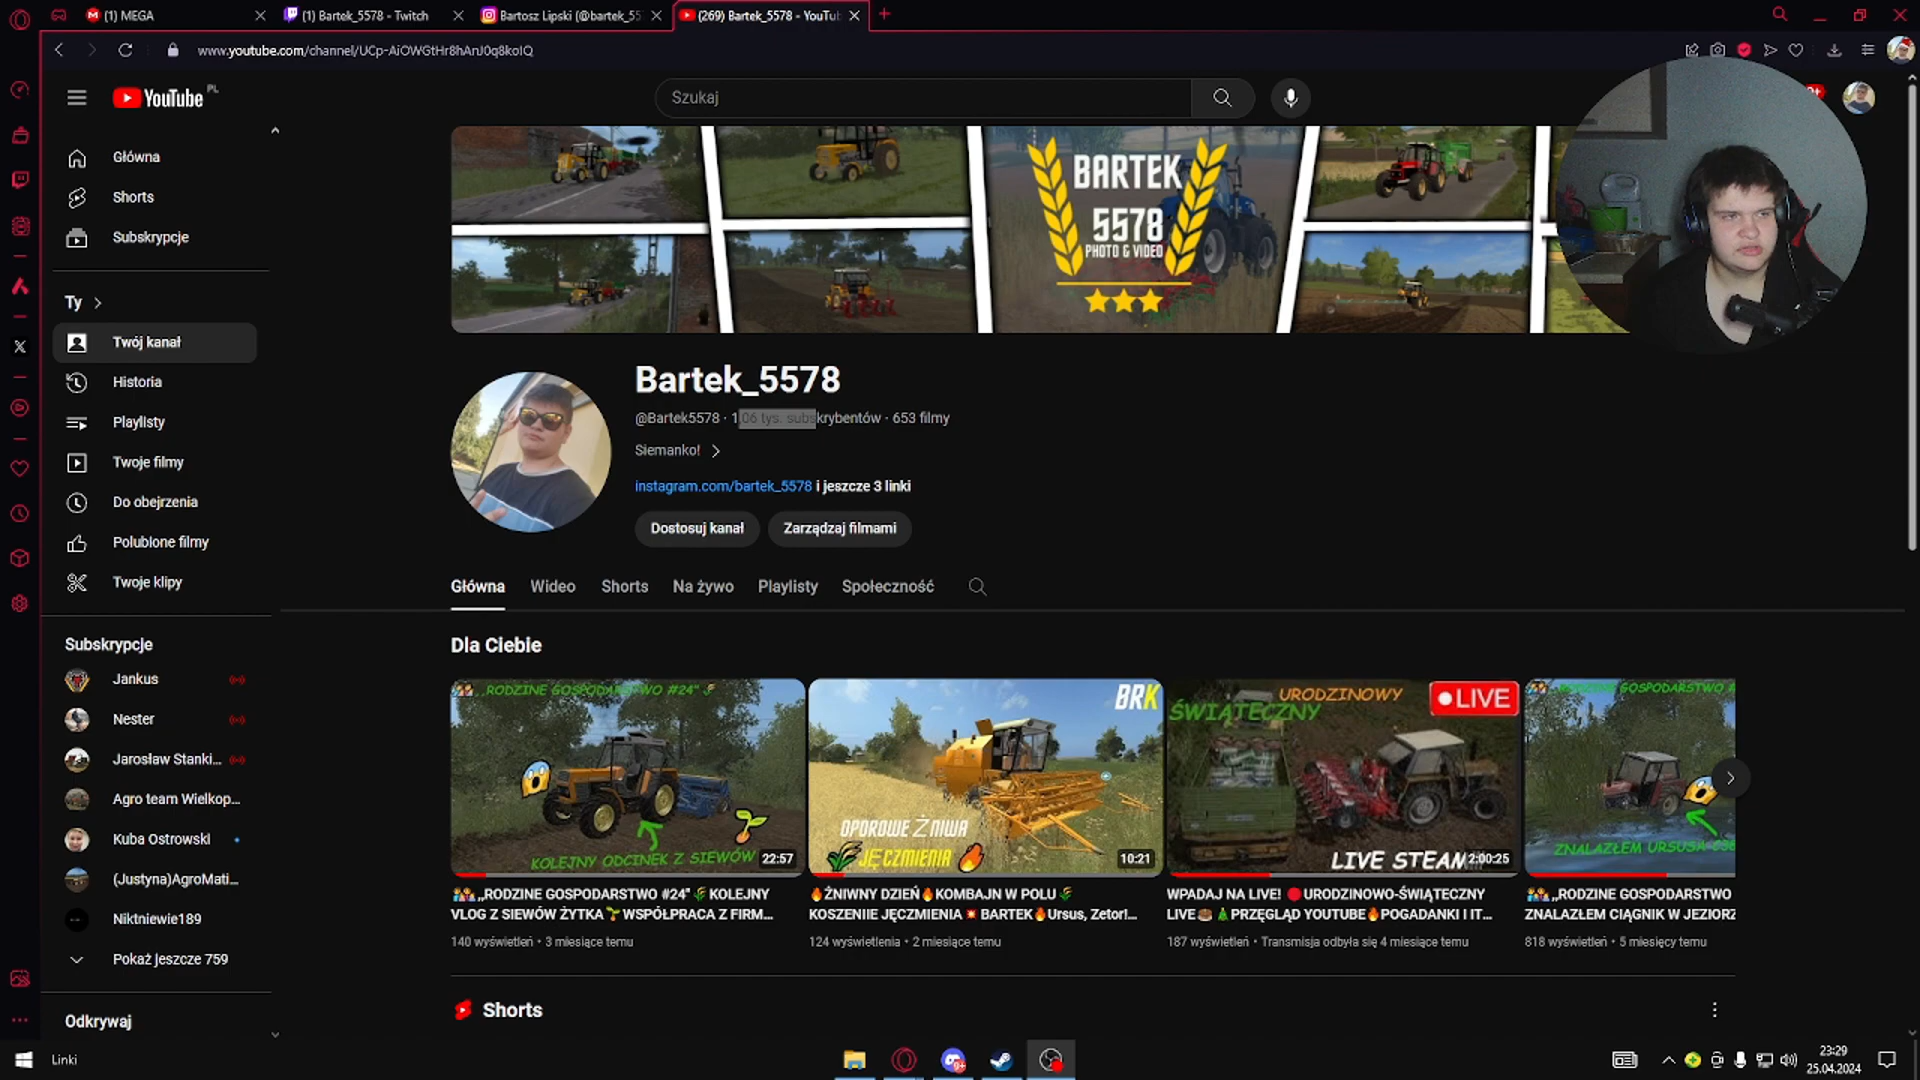 (1) MEGA
(1) Bartek_5578 - Twitch
Bartosz Lipski (@bartek_55
(269) Bartek_5578 - YouTu
www.youtube.com/channel/UCp-AiOWGtHr8hAnJ0q8koIQ
YouTube PL
Szukaj
Główna
Shorts
Subskrypcje
Ty
Twój kanał
Historia
Playlisty
Twoje filmy
Do obejrzenia
Polubione filmy
Twoje klipy
Subskrypcje
Jankus
Nester
Jarosław Stanki...
Agro team Wielkop...
Kuba Ostrowski
(Justyna)AgroMati...
Niktniewie189
Pokaż jeszcze 759
Odkrywaj
BARTEK
5578
PHOTO & VIDEO
Bartek_5578
@Bartek5578 · 1,06 tys. subskrybentów · 653 filmy
Siemanko!
instagram.com/bartek_5578 i jeszcze 3 linki
Dostosuj kanał
Zarządzaj filmami
Główna Wideo Shorts Na żywo Playlisty Społeczność
Dla Ciebie
,,RODZINE GOSPODARSTWO #24"
KOLEJNY ODCINEK Z SIEWÓW
22:57
👨‍👩‍👧„RODZINE GOSPODARSTWO #24"🌾KOLEJNY
VLOG Z SIEWÓW ŻYTKA🌱WSPÓŁPRACA Z FIRM...
140 wyświetleń • 3 miesiące temu
BRK
OPOROWE ŻNIWA
JĘCZMIENIA
10:21
🔥ŻNIWNY DZIEŃ🔥KOMBAJN W POLU🌾
KOSZENIIE JĘCZMIENIA💥BARTEK🔥Ursus, Zetor!...
124 wyświetlenia • 2 miesiące temu
URODZINOWY
ŚWIĄTECZNY
LIVE
LIVE STEAM
2:00:25
WPADAJ NA LIVE!🔴URODZINOWO-ŚWIĄTECZNY
LIVE🎂🎄PRZEGLĄD YOUTUBE🔥POGADANKI I IT...
187 wyświetleń • Transmisja odbyła się 4 miesiące temu
GOSPODARSTWO #
ZNALAZŁEM URSUSA
👨‍👩‍👧„RODZINE GOSPODARSTWO
ZNALAZŁEM CIĄGNIK W JEZIORZ
818 wyświetleń • 5 miesięcy temu
Shorts
Linki
23:29
25.04.2024